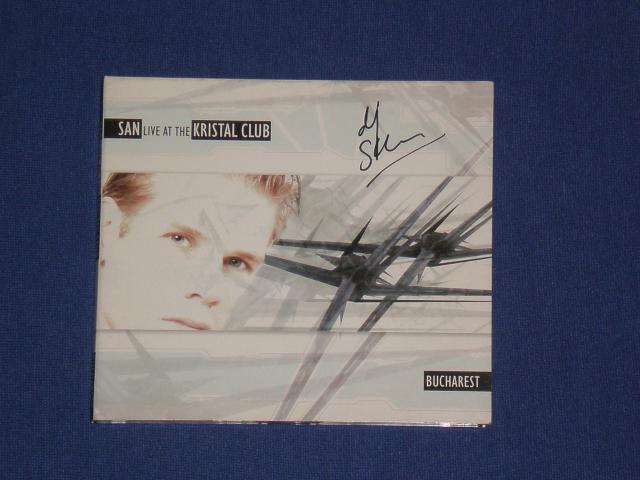 SAN LIVE AT THE KRISTAL CLUB
BUCHAREST